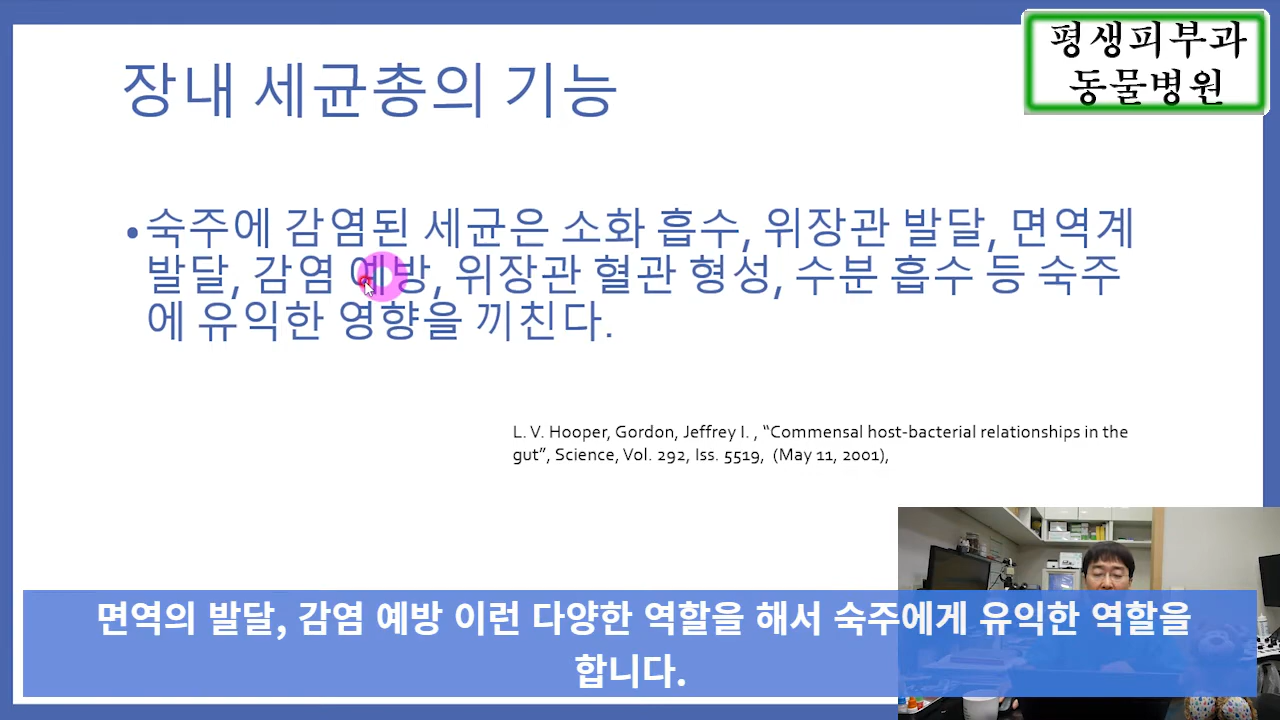 평생피부과
동물병원
장내 세균총의 기능
•숙주에 감염된 세균은 소화 흡수, 위장관 발달, 면역계
발달, 감염 예방, 위장관 혈관 형성, 수분 흡수 등 숙주
에 유익한 영향을 끼친다.
L. V. Hooper, Gordon, Jeffrey I. , “Commensal host-bacterial relationships in the
gut”, Science, Vol. 292, Iss. 5519, (May 11, 2001),
면역의 발달, 감염 예방 이런 다양한 역할을 해서 숙주에게 유익한 역할을
합니다.